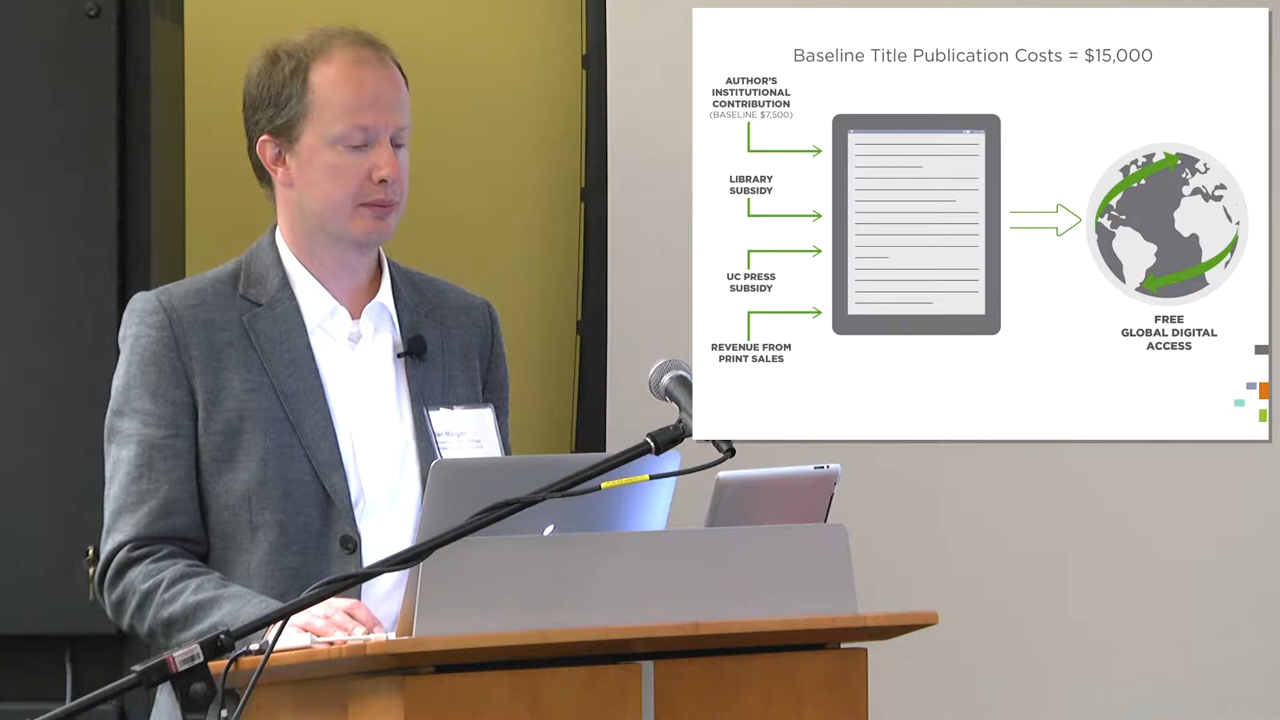 Baseline Title Publication Costs = $15,000
AUTHOR'S
INSTITUTIONAL
CONTRIBUTION
(BASELINE $7,500)
LIBRARY
SUBSIDY
UC PRESS
SUBSIDY
REVENUE FROM
PRINT SALES
FREE
GLOBAL DIGITAL
ACCESS